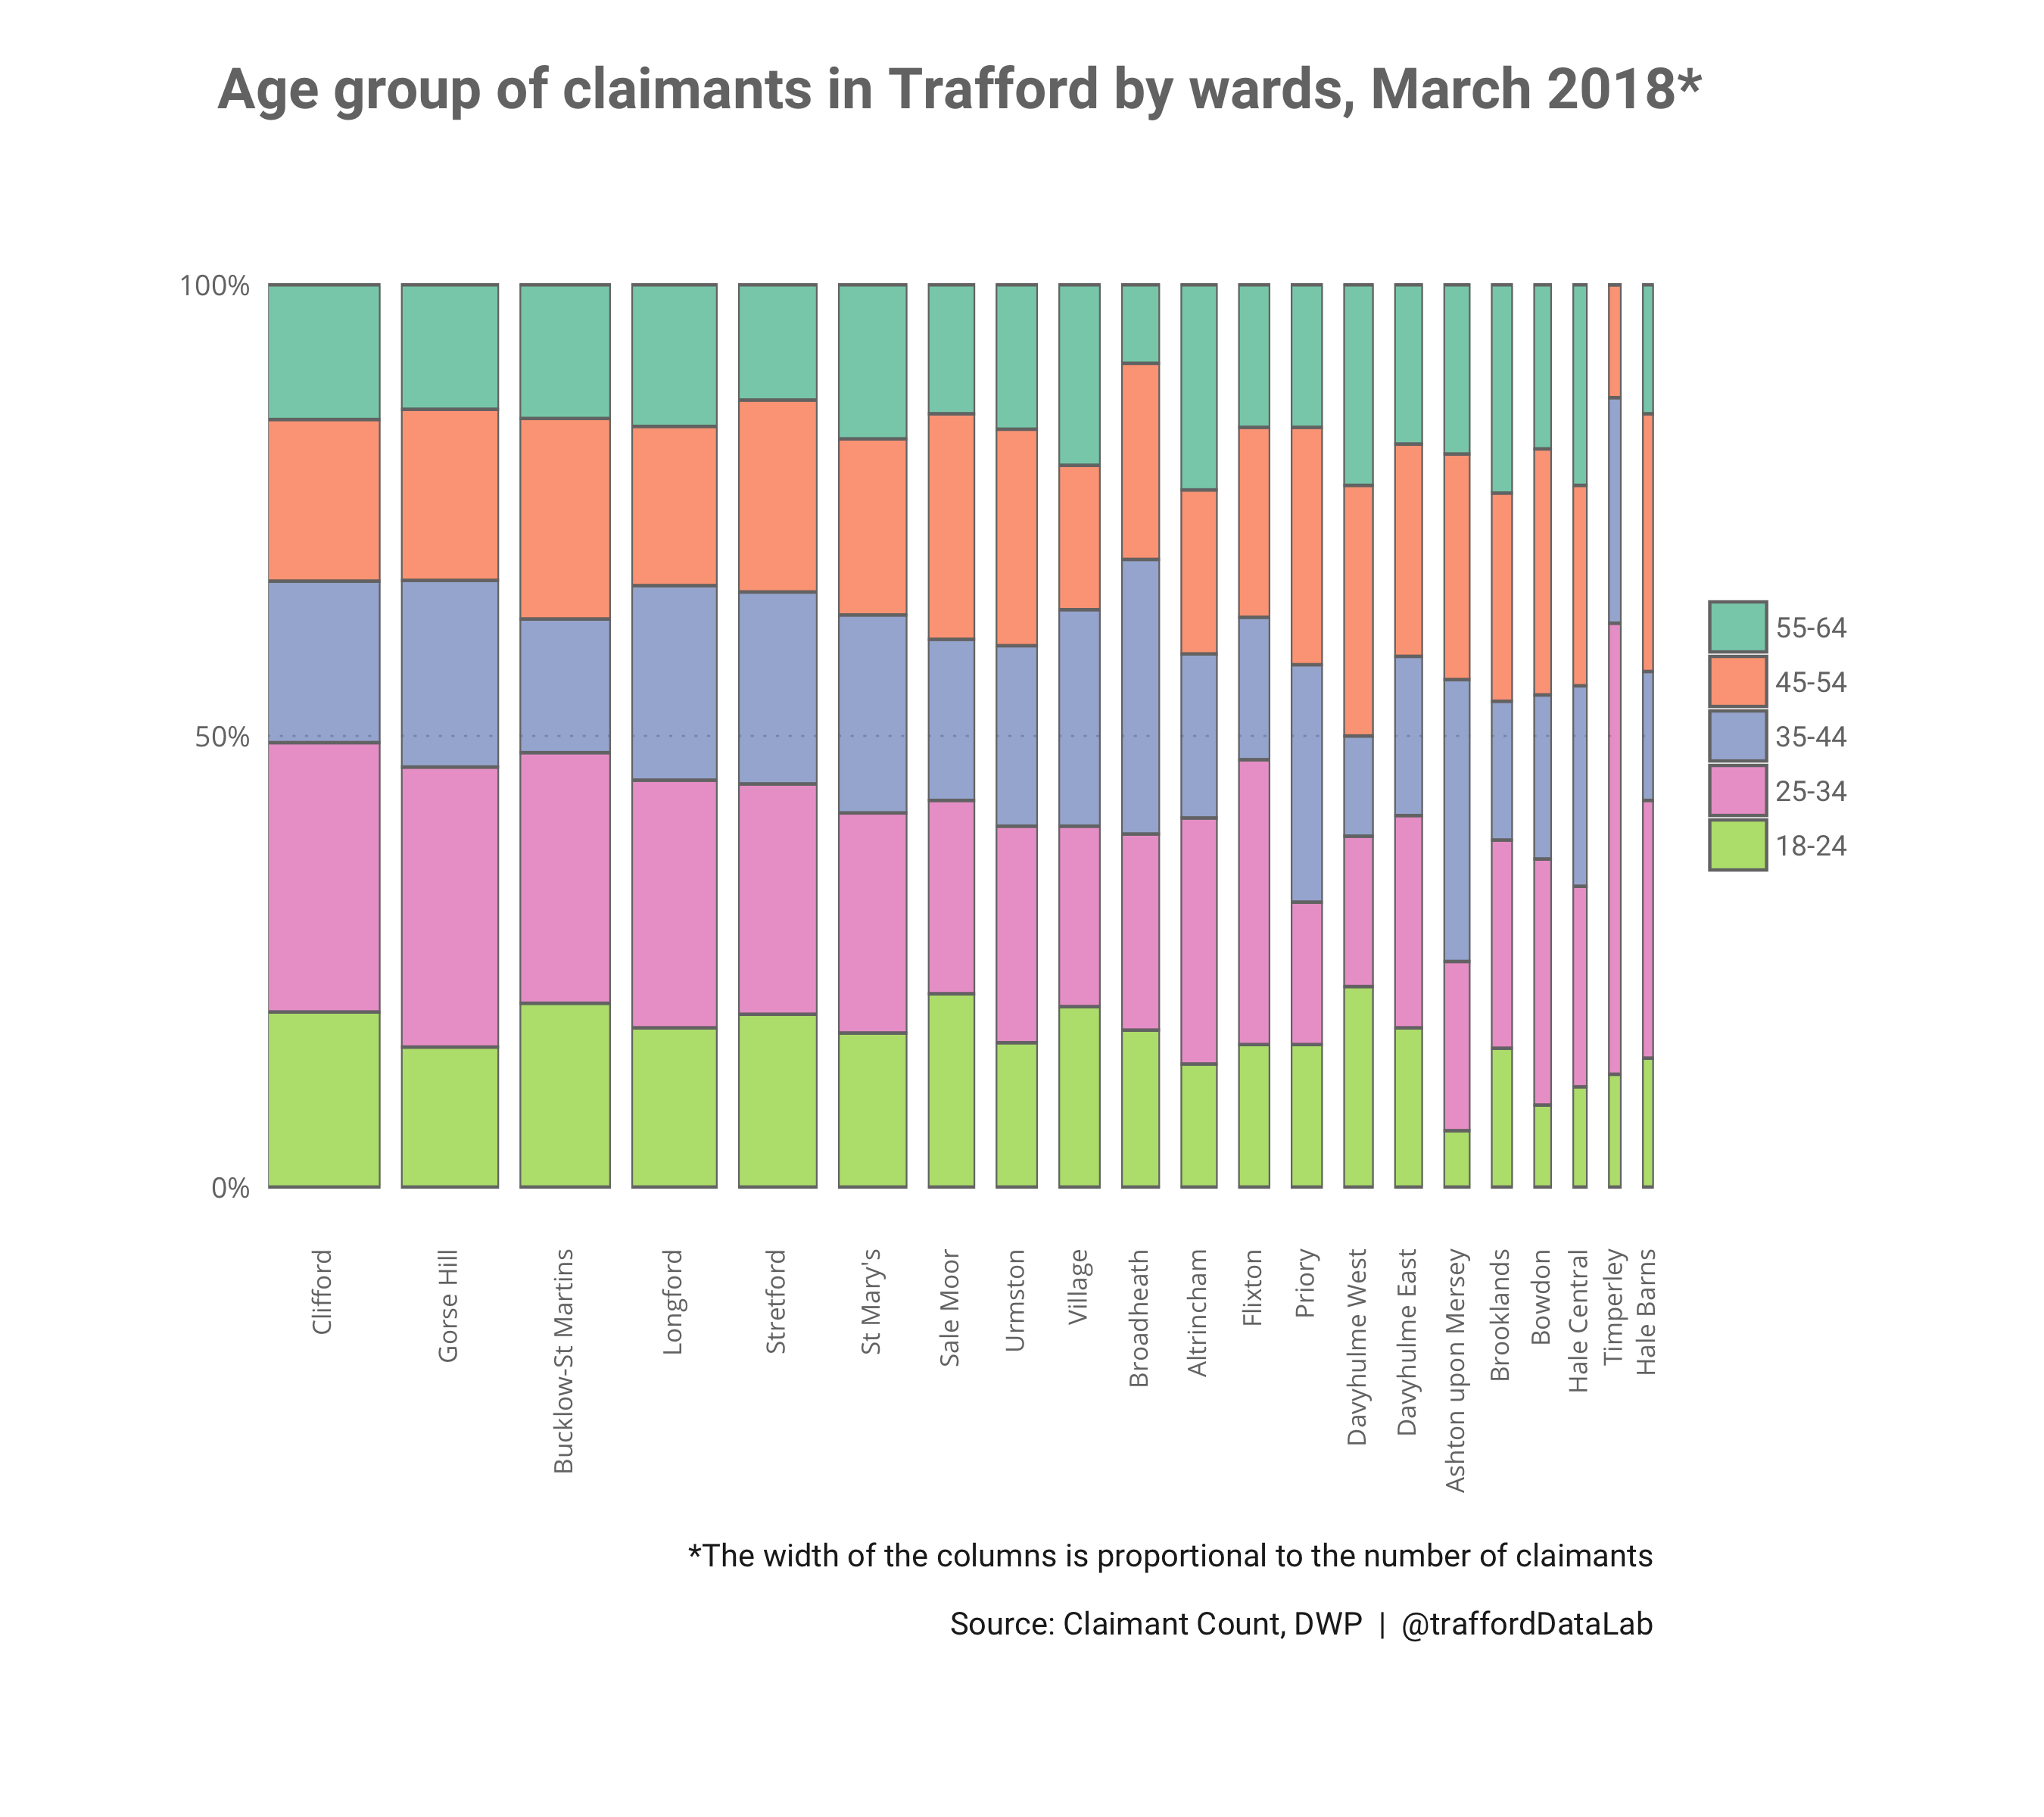 Age group of claimants in Trafford by wards, March 2018*
100%
50%
0%
55-64
45-54
35-44
25-34
18-24
Clifford
Gorse Hill
Bucklow-St Martins
Longford
Stretford
St Mary's
Sale Moor
Urmston
Village
Broadheath
Altrincham
Flixton
Priory
Davyhulme West
Davyhulme East
Ashton upon Mersey
Brooklands
Bowdon
Hale Central
Timperley
Hale Barns
*The width of the columns is proportional to the number of claimants
Source: Claimant Count, DWP | @traffordDataLab